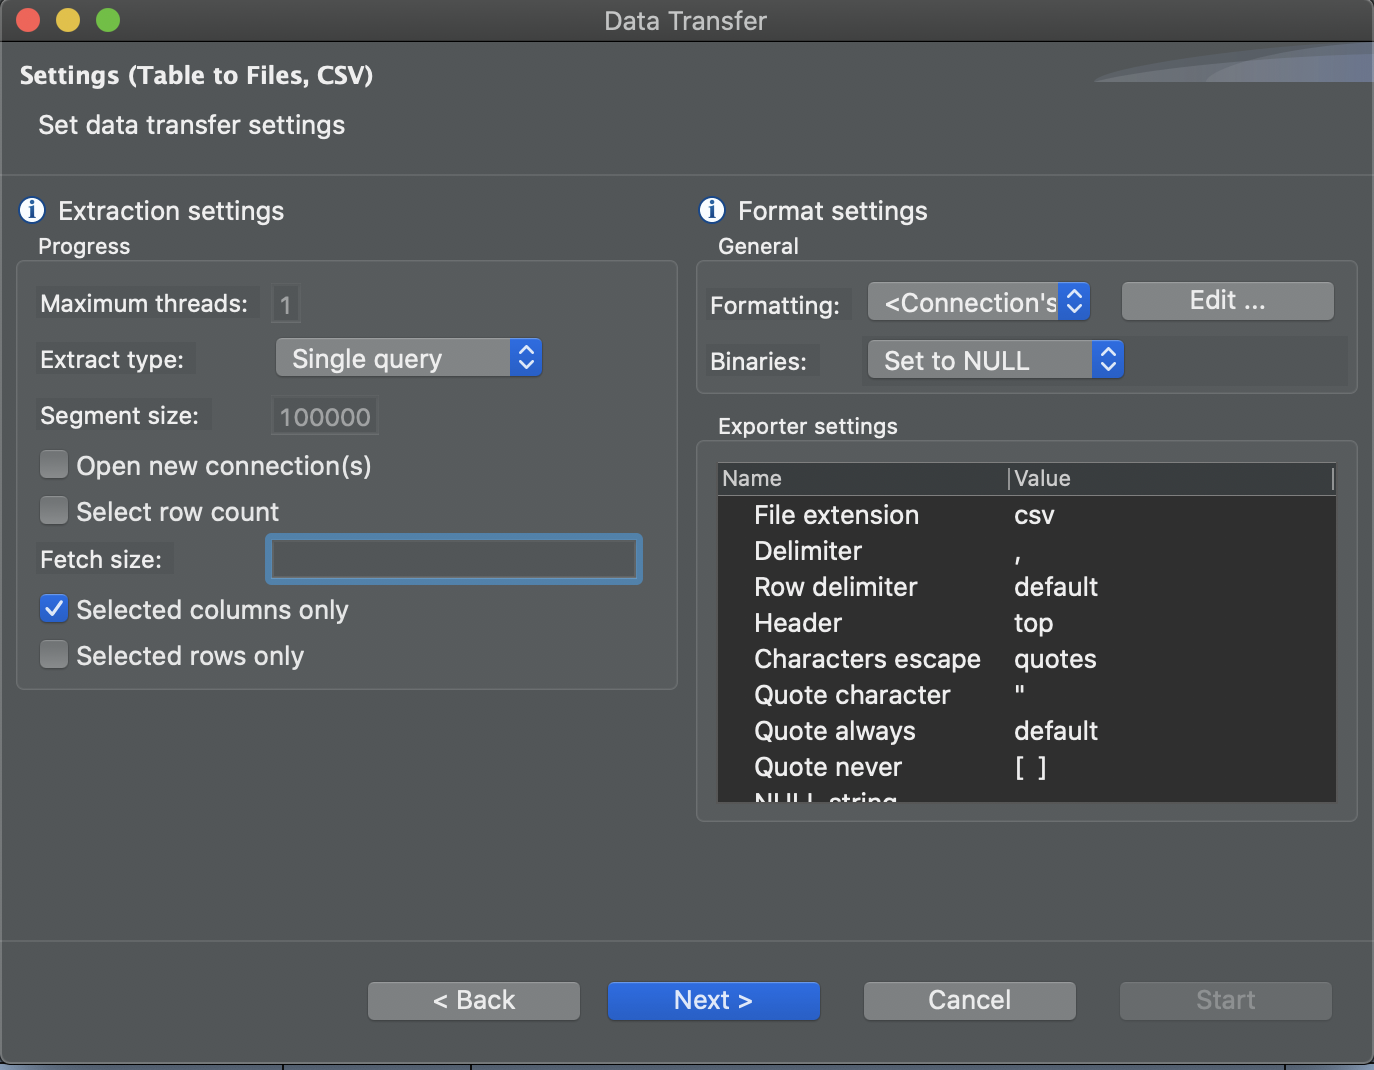 Data Transfer
Settings (Table to Files, CSV)
Set data transfer settings
Extraction settings
Progress
Maximum threads: 1
Extract type: Single query
Segment size: 100000
Open new connection(s)
Select row count
Fetch size:
Selected columns only
Selected rows only
Format settings
General
Formatting: <Connection's Edit ...
Binaries: Set to NULL
Exporter settings
Name Value
File extension csv
Delimiter ,
Row delimiter default
Header top
Characters escape quotes
Quote character "
Quote always default
Quote never [ ]
NULL string
< Back Next > Cancel Start